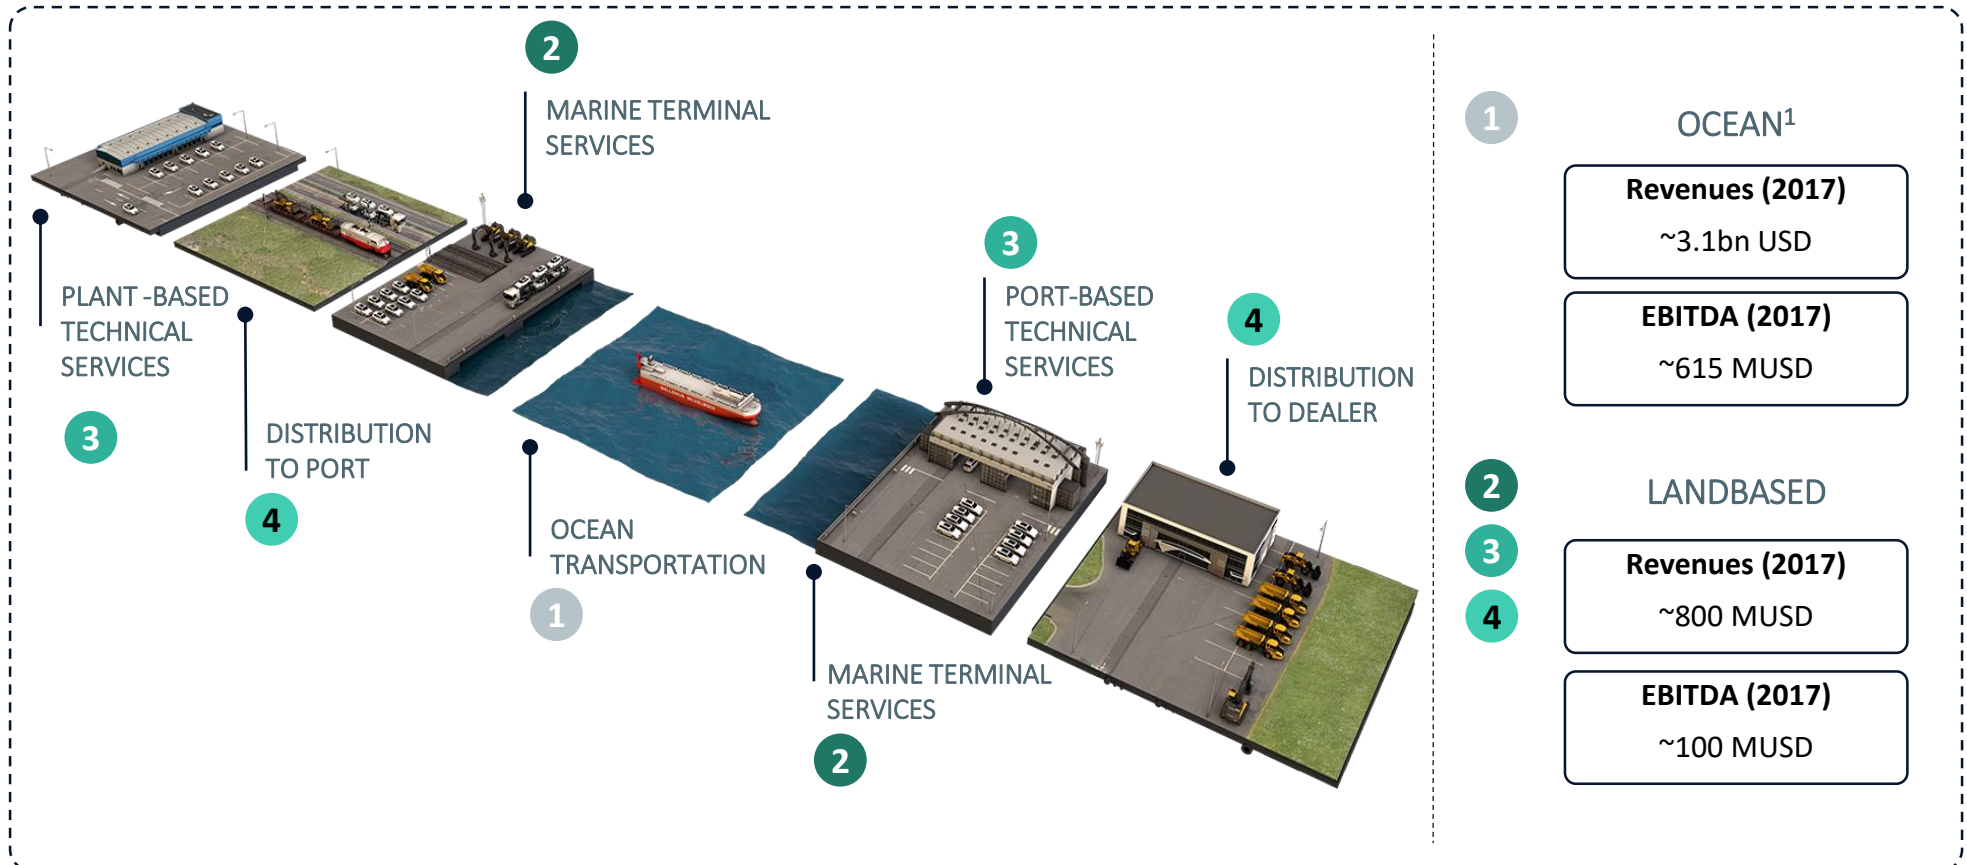 2
MARINE TERMINAL
SERVICES
PLANT -BASED
TECHNICAL
SERVICES
3
DISTRIBUTION
TO PORT
4
OCEAN
TRANSPORTATION
1
WALLENIUS WILHELMSEN
3
PORT-BASED
TECHNICAL
SERVICES
MARINE TERMINAL
SERVICES
2
4
DISTRIBUTION
TO DEALER
1
OCEAN¹
Revenues (2017)
~3.1bn USD
EBITDA (2017)
~615 MUSD
2
3
4
LANDBASED
Revenues (2017)
~800 MUSD
EBITDA (2017)
~100 MUSD